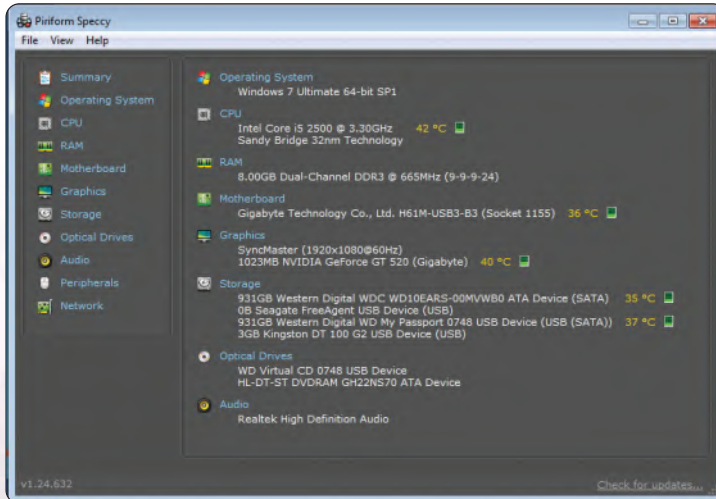 Piriform Speccy
File View Help
Summary
Operating System
CPU
RAM
Motherboard
Graphics
Storage
Optical Drives
Audio
Peripherals
Network
Operating System
Windows 7 Ultimate 64-bit SP1
CPU
Intel Core i5 2500 @ 3.30GHz 42 °C
Sandy Bridge 32nm Technology
RAM
8.00GB Dual-Channel DDR3 @ 665MHz (9-9-9-24)
Motherboard
Gigabyte Technology Co., Ltd. H61M-USB3-B3 (Socket 1155) 36 °C
Graphics
SyncMaster (1920x1080@60Hz)
1023MB NVIDIA GeForce GT 520 (Gigabyte) 40 °C
Storage
931GB Western Digital WDC WD10EARS-00MVWB0 ATA Device (SATA) 35 °C
0B Seagate FreeAgent USB Device (USB)
931GB Western Digital WD My Passport 0748 USB Device (USB (SATA)) 37 °C
3GB Kingston DT 100 G2 USB Device (USB)
Optical Drives
WD Virtual CD 0748 USB Device
HL-DT-ST DVDRAM GH22NS70 ATA Device
Audio
Realtek High Definition Audio
v1.24.632
Check for updates...